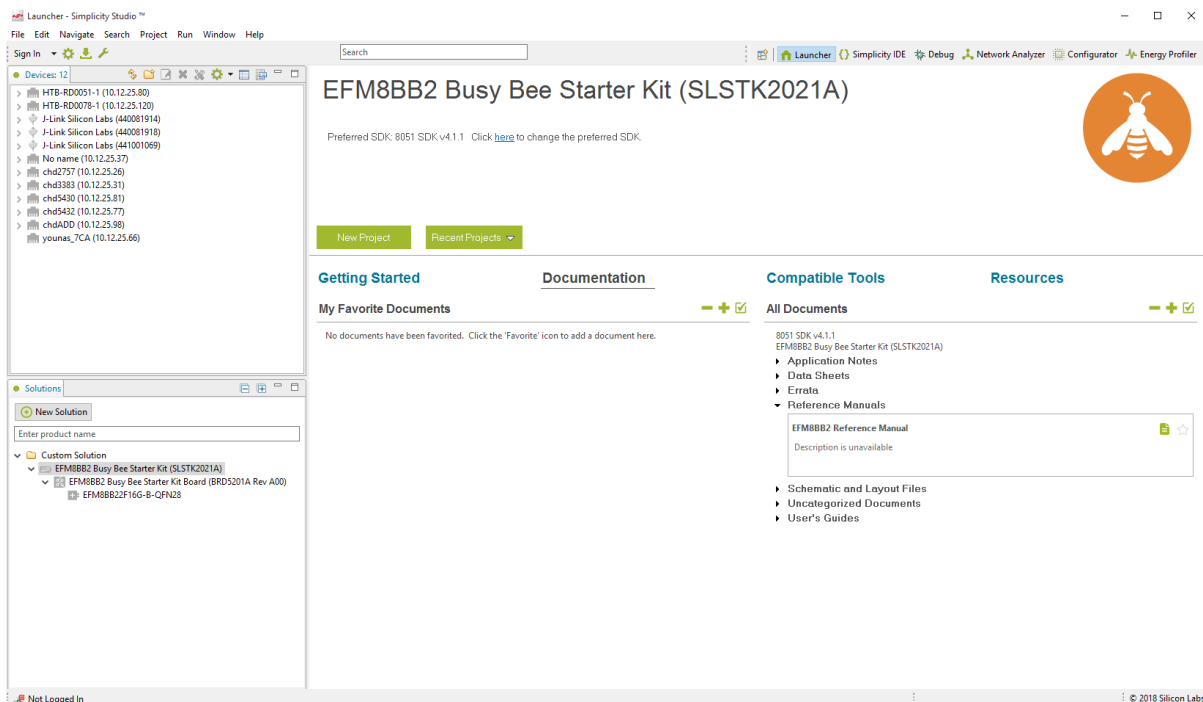 Launcher - Simplicity Studio ™
File Edit Navigate Search Project Run Window Help
Sign In
Search
Launcher
Simplicity IDE
Debug
Network Analyzer
Configurator
Energy Profiler
Devices: 12
HTB-RD0051-1 (10.12.25.80)
HTB-RD0078-1 (10.12.25.120)
J-Link Silicon Labs (440081914)
J-Link Silicon Labs (440081918)
J-Link Silicon Labs (441001069)
No name (10.12.25.37)
chd2757 (10.12.25.26)
chd3383 (10.12.25.31)
chd5430 (10.12.25.81)
chd5432 (10.12.25.77)
chdADD (10.12.25.98)
younas_7CA (10.12.25.66)
Solutions
New Solution
Enter product name
Custom Solution
EFM8BB2 Busy Bee Starter Kit (SLSTK2021A)
EFM8BB2 Busy Bee Starter Kit Board (BRD5201A Rev A00)
EFM8BB22F16G-B-QFN28
EFM8BB2 Busy Bee Starter Kit (SLSTK2021A)
Preferred SDK: 8051 SDK v4.1.1 Click here to change the preferred SDK.
New Project
Recent Projects
Getting Started
Documentation
Compatible Tools
Resources
My Favorite Documents
No documents have been favorited. Click the 'Favorite' icon to add a document here.
All Documents
8051 SDK v4.1.1
EFM8BB2 Busy Bee Starter Kit (SLSTK2021A)
Application Notes
Data Sheets
Errata
Reference Manuals
EFM8BB2 Reference Manual
Description is unavailable
Schematic and Layout Files
Uncategorized Documents
User's Guides
Not Logged In
© 2018 Silicon Labs